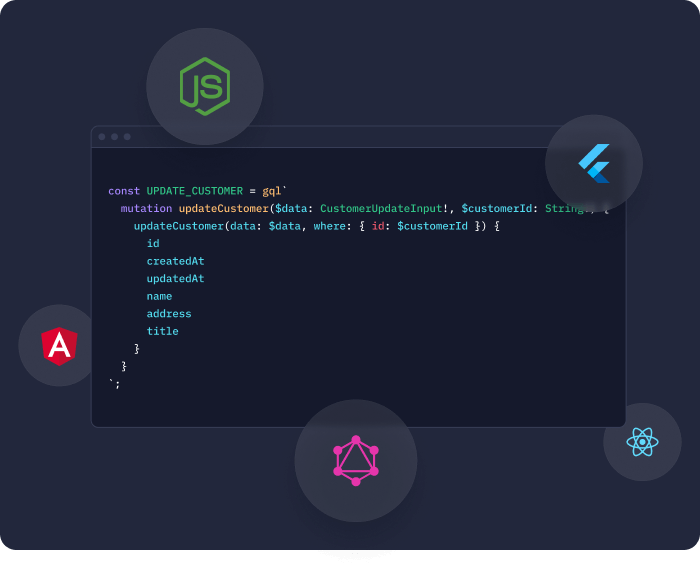 JS
const UPDATE_CUSTOMER = gql`
mutation updateCustomer($data: CustomerUpdateInput!, $customerId: String!, {
updateCustomer(data: $data, where: { id: $customerId }) {
id
createdAt
updatedAt
name
address
title
}
}
`;
A